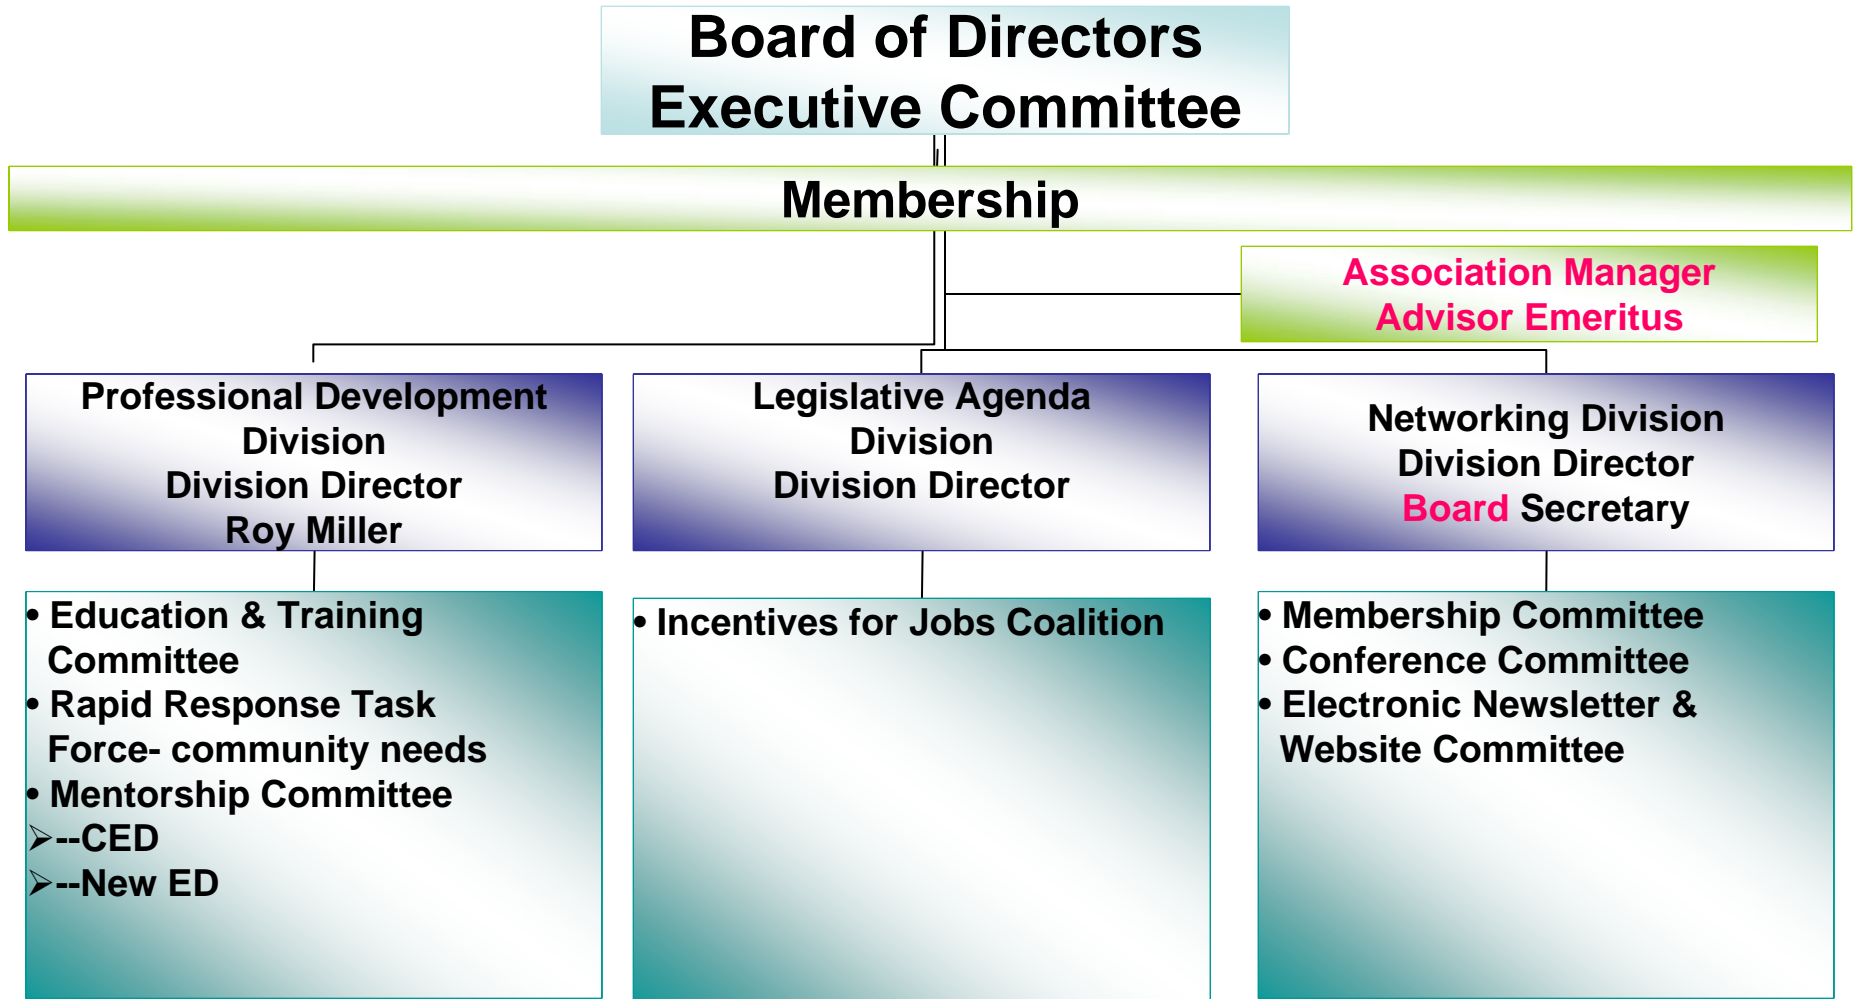 Board of Directors
Executive Committee
Membership
Association Manager
Advisor Emeritus
Professional Development
Division
Division Director
Roy Miller
Legislative Agenda
Division
Division Director
Networking Division
Division Director
Board Secretary
• Education & Training
Committee
• Rapid Response Task
Force- community needs
• Mentorship Committee
➢--CED
➢--New ED
• Incentives for Jobs Coalition
• Membership Committee
• Conference Committee
• Electronic Newsletter &
Website Committee